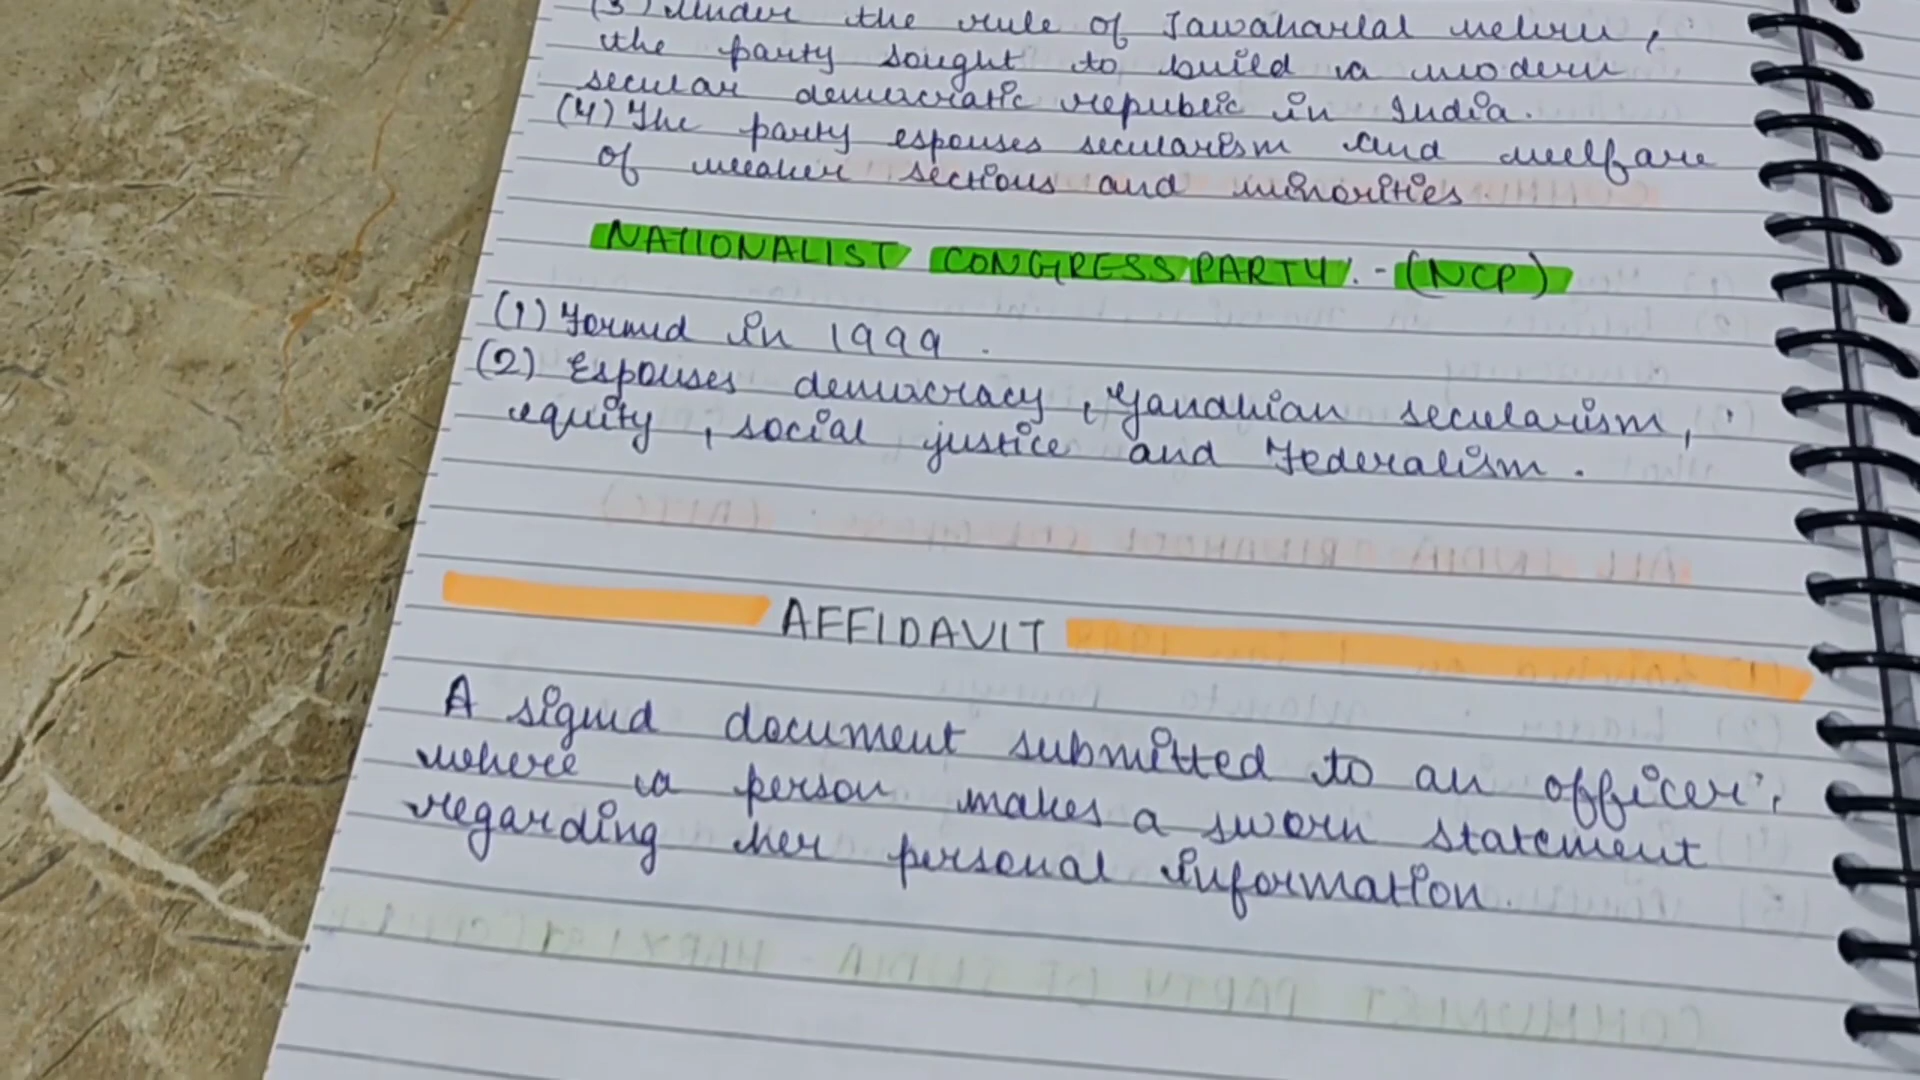 (3) Under the rule of Jawaharlal nehru,
the party sought to build a modern
secular democratic republic in India.
(4) The party espouses secularism and welfare
of weaker sections and minorities.
NATIONALIST CONGRESS PARTY. - (NCP)
(1) Formed in 1999.
(2) Espouses democracy, Gandhian secularism,
equity, social justice and Federalism.
AFFIDAVIT
A signed document submitted to an officer,
where a person makes a sworn statement
regarding her personal information.